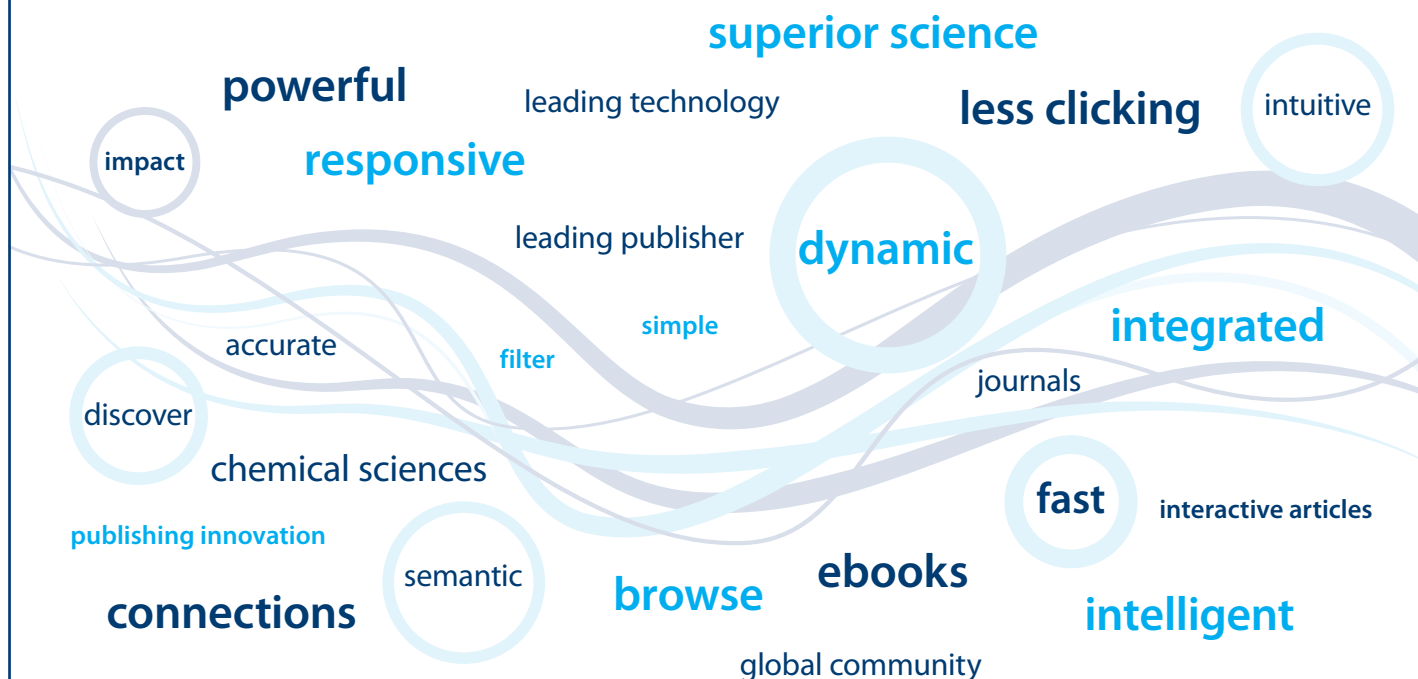 superior science
powerful
leading technology
less clicking
intuitive
impact
responsive
leading publisher
dynamic
simple
integrated
accurate
filter
journals
discover
chemical sciences
fast
interactive articles
publishing innovation
semantic
browse
ebooks
connections
intelligent
global community